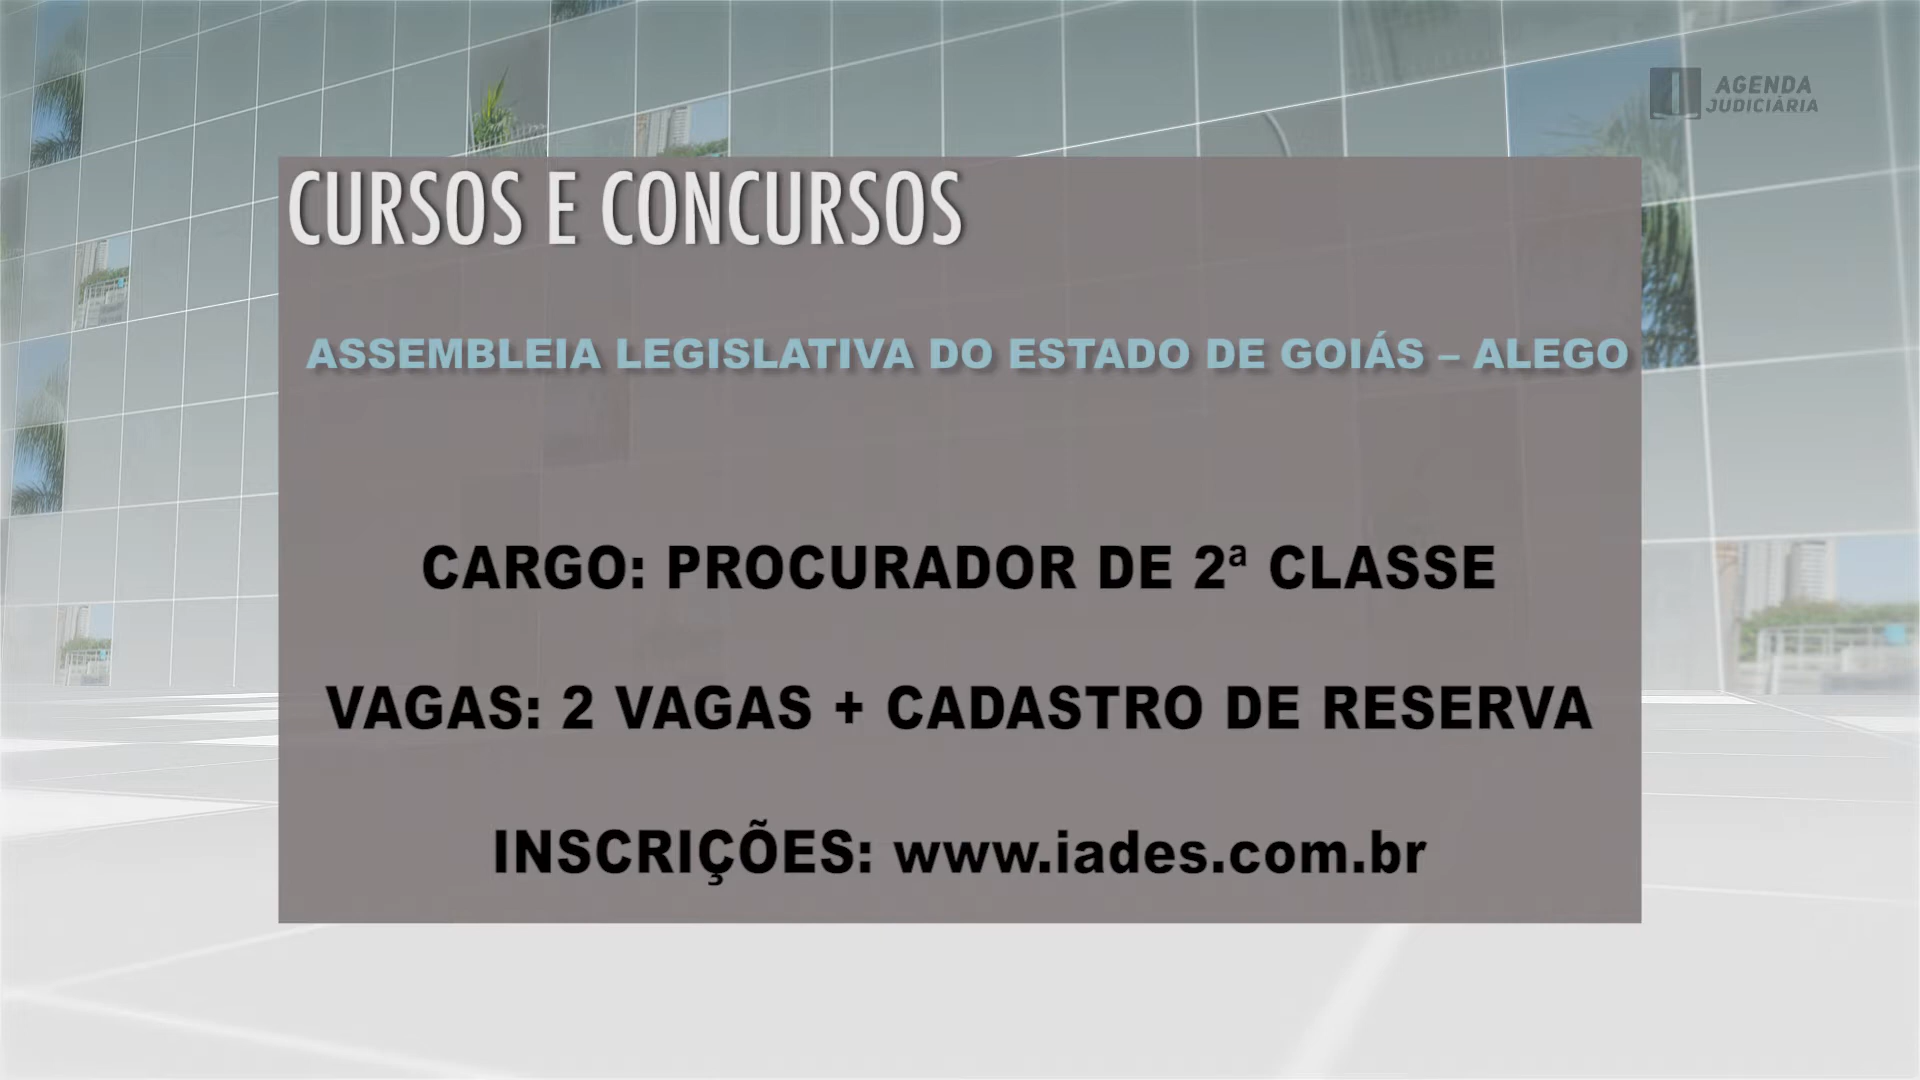 AGENDA
JUDICIÁRIA
CURSOS E CONCURSOS
ASSEMBLEIA LEGISLATIVA DO ESTADO DE GOIÁS – ALEGO
CARGO: PROCURADOR DE 2ª CLASSE
VAGAS: 2 VAGAS + CADASTRO DE RESERVA
INSCRIÇÕES: www.iades.com.br